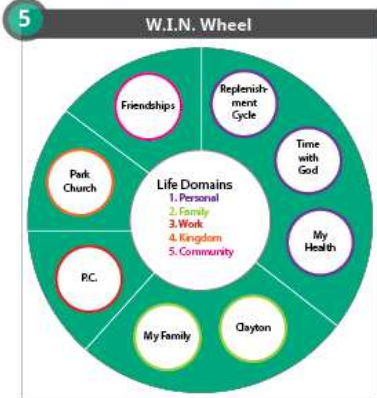 5
W.I.N. Wheel
Friendships
Replenish-
ment
Cycle
Time
with
God
My
Health
Clayton
My Family
P.C.
Park
Church
Life Domains
1. Personal
2. Family
3. Work
4. Kingdom
5. Community